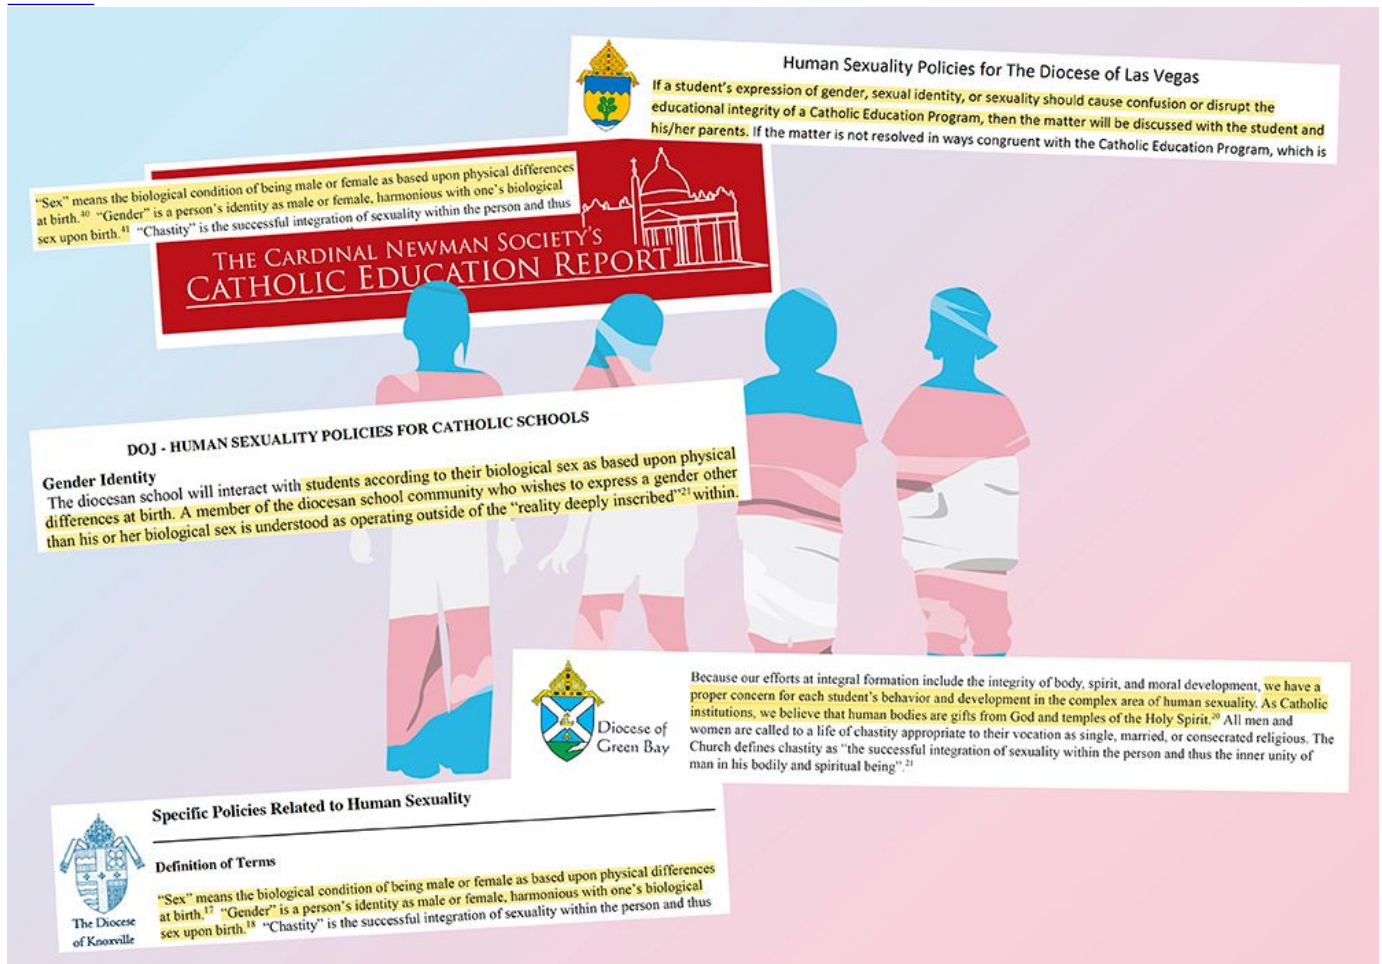 Human Sexuality Policies for The Diocese of Las Vegas
If a student's expression of gender, sexual identity, or sexuality should cause confusion or disrupt the
educational integrity of a Catholic Education Program, then the matter will be discussed with the student and
his/her parents. If the matter is not resolved in ways congruent with the Catholic Education Program, which is
“Sex” means the biological condition of being male or female as based upon physical differences
at birth.40 “Gender” is a person’s identity as male or female, harmonious with one’s biological
sex upon birth.41 “Chastity” is the successful integration of sexuality within the person and thus
THE CARDINAL NEWMAN SOCIETY'S
CATHOLIC EDUCATION REPORT
DOJ - HUMAN SEXUALITY POLICIES FOR CATHOLIC SCHOOLS
Gender Identity
The diocesan school will interact with students according to their biological sex as based upon physical
differences at birth. A member of the diocesan school community who wishes to express a gender other
than his or her biological sex is understood as operating outside of the “reality deeply inscribed”21 within.
Diocese of
Green Bay
Because our efforts at integral formation include the integrity of body, spirit, and moral development, we have a
proper concern for each student’s behavior and development in the complex area of human sexuality. As Catholic
institutions, we believe that human bodies are gifts from God and temples of the Holy Spirit.20 All men and
women are called to a life of chastity appropriate to their vocation as single, married, or consecrated religious. The
Church defines chastity as “the successful integration of sexuality within the person and thus the inner unity of
man in his bodily and spiritual being”.21
The Diocese
of Knoxville
Specific Policies Related to Human Sexuality
Definition of Terms
“Sex” means the biological condition of being male or female as based upon physical differences
at birth.17 “Gender” is a person’s identity as male or female, harmonious with one’s biological
sex upon birth.18 “Chastity” is the successful integration of sexuality within the person and thus